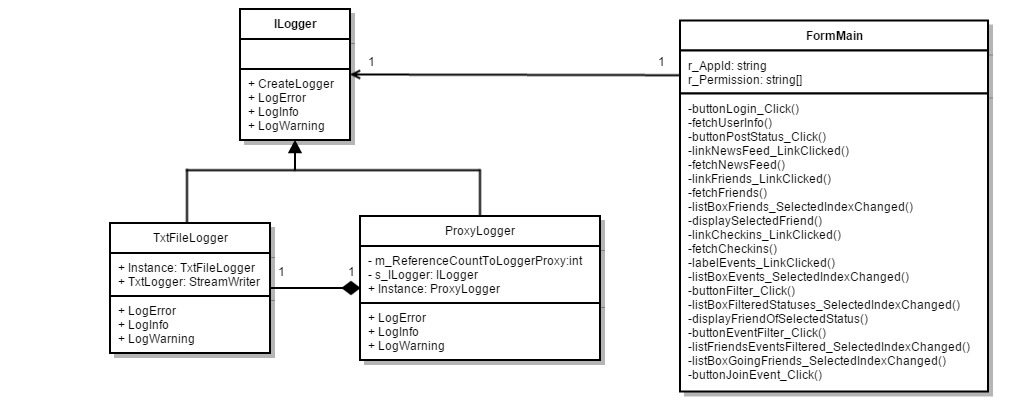 ILogger
+ CreateLogger
+ LogError
+ LogInfo
+ LogWarning
1
1
FormMain
r_AppId: string
r_Permission: string[]
-buttonLogin_Click()
-fetchUserInfo()
-buttonPostStatus_Click()
-linkNewsFeed_LinkClicked()
-fetchNewsFeed()
-linkFriends_LinkClicked()
-fetchFriends()
-listBoxFriends_SelectedIndexChanged()
-displaySelectedFriend()
-linkCheckins_LinkClicked()
-fetchCheckins()
-labelEvents_LinkClicked()
-listBoxEvents_SelectedIndexChanged()
-buttonFilter_Click()
-listBoxFilteredStatuses_SelectedIndexChanged()
-displayFriendOfSelectedStatus()
-buttonEventFilter_Click()
-listFriendsEventsFiltered_SelectedIndexChanged()
-listBoxGoingFriends_SelectedIndexChanged()
-buttonJoinEvent_Click()
TxtFileLogger
+ Instance: TxtFileLogger
+ TxtLogger: StreamWriter
+ LogError
+ LogInfo
+ LogWarning
1
1
ProxyLogger
- m_ReferenceCountToLoggerProxy:int
- s_ILogger: ILogger
+ Instance: ProxyLogger
+ LogError
+ LogInfo
+ LogWarning